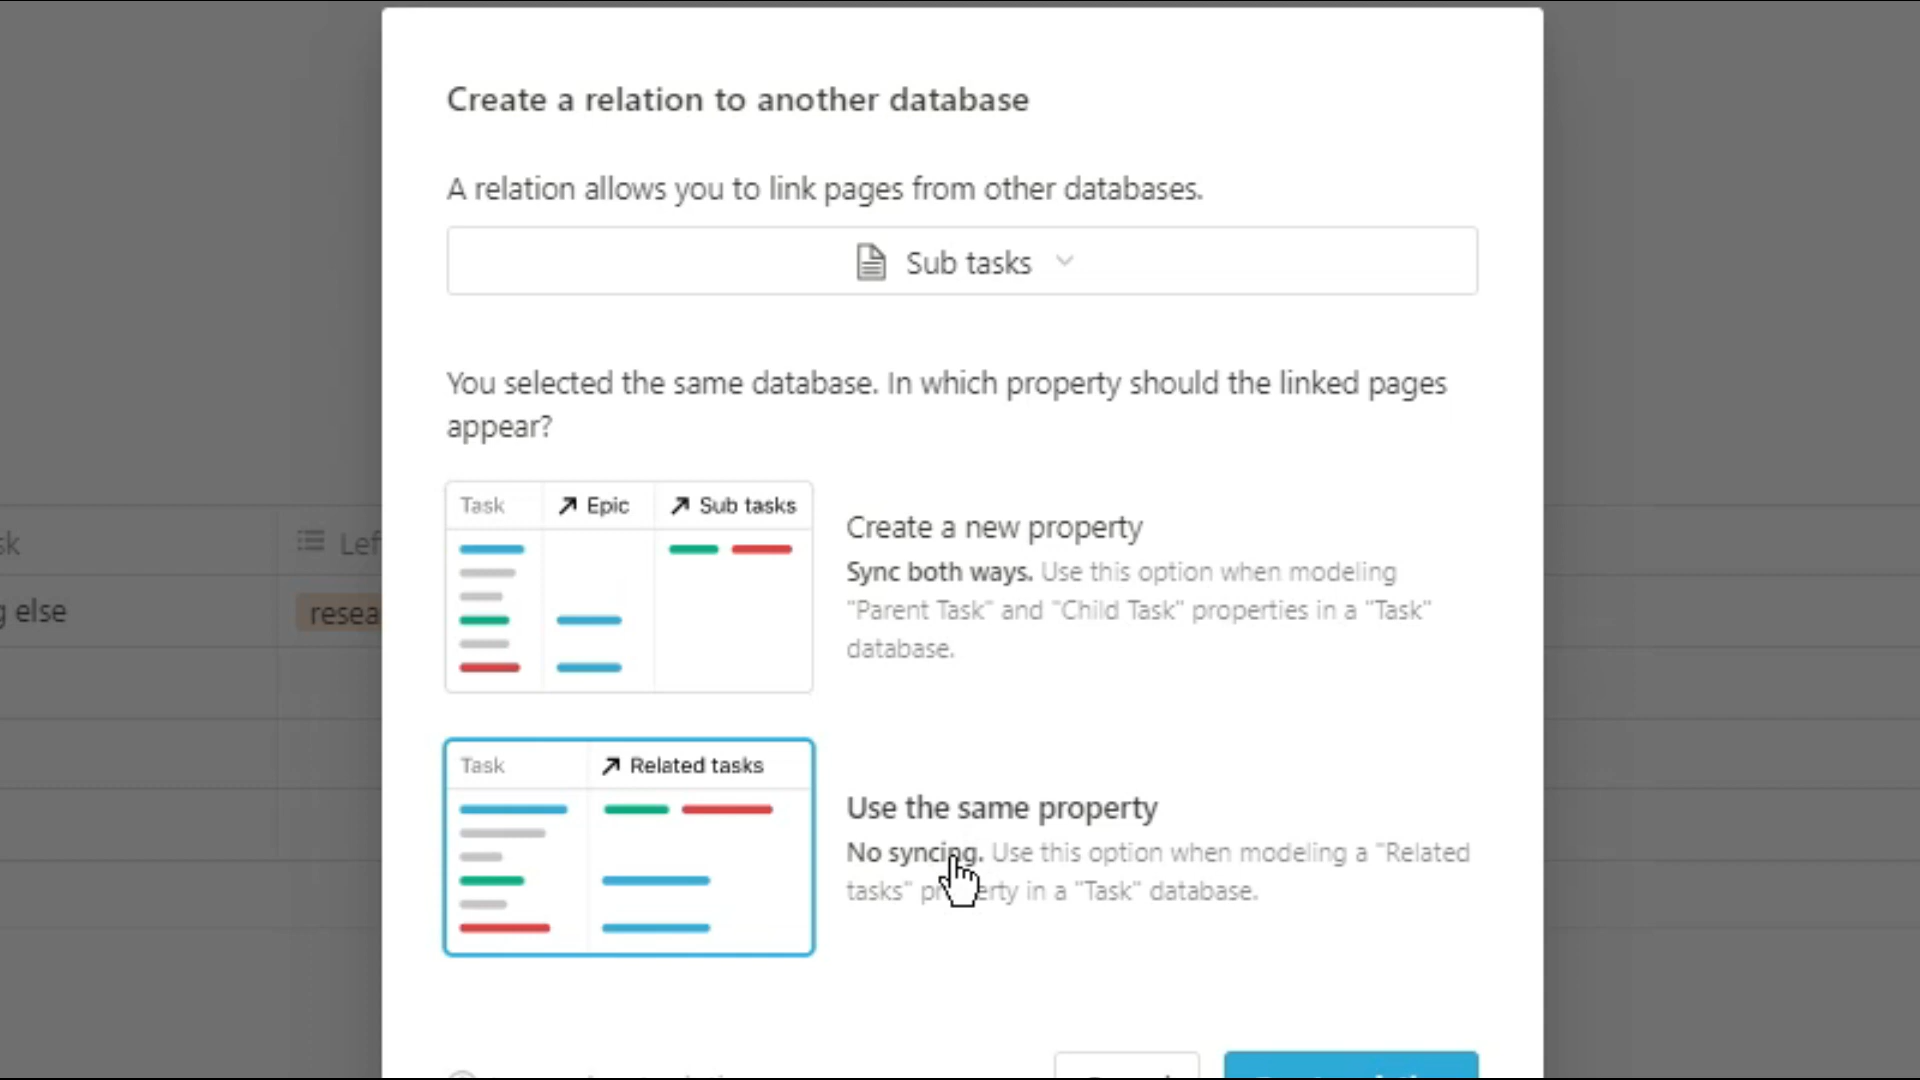 Create a relation to another database
A relation allows you to link pages from other databases.
Sub tasks
You selected the same database. In which property should the linked pages
appear?
Task Epic Sub tasks
Create a new property
Sync both ways. Use this option when modeling
"Parent Task" and "Child Task" properties in a "Task"
database.
sk Lef
g else resea
Task Related tasks
Use the same property
No syncing. Use this option when modeling a "Related
tasks" property in a "Task" database.